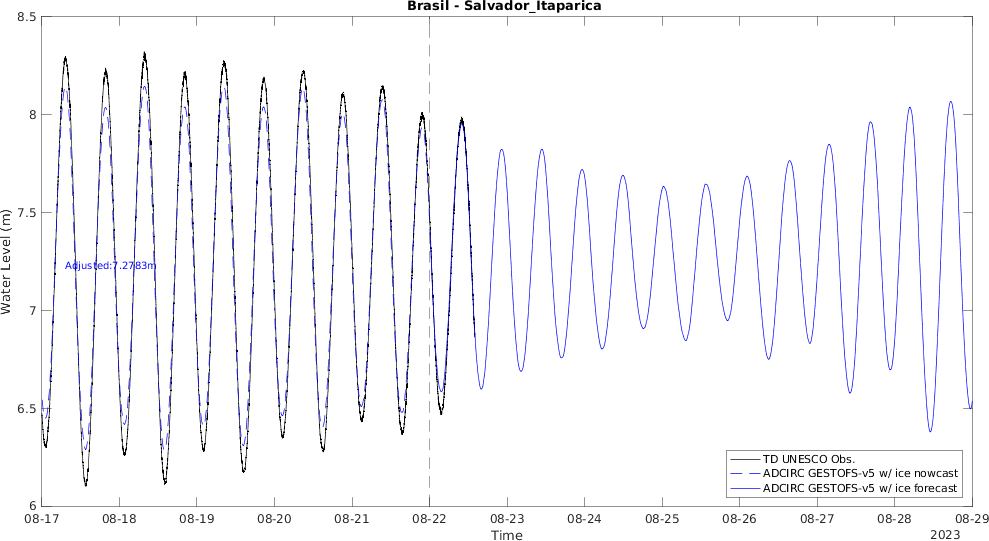 Brasil - Salvador_Itaparica
8.5
8
7.5
7
6.5
6
Water Level (m)
Adjusted:7.2783m
TD UNESCO Obs.
ADCIRC GESTOFS-v5 w/ ice nowcast
ADCIRC GESTOFS-v5 w/ ice forecast
08-17 08-18 08-19 08-20 08-21 08-22 08-23 08-24 08-25 08-26 08-27 08-28 08-29
Time
2023